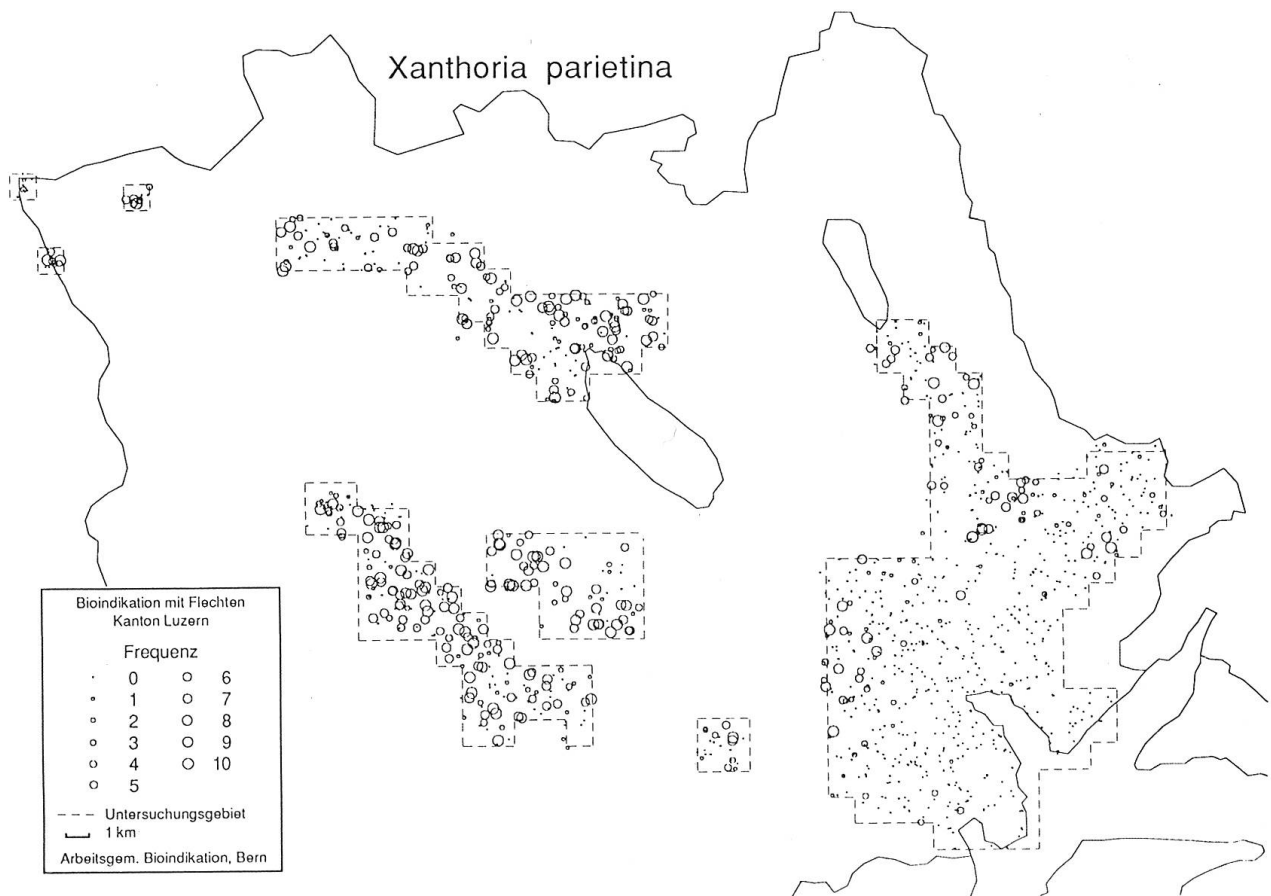 Xanthoria parietina
Bioindikation mit Flechten
Kanton Luzern
Frequenz
0 6
1 7
2 8
3 9
4 10
5
Untersuchungsgebiet
1 km
Arbeitsgem. Bioindikation, Bern